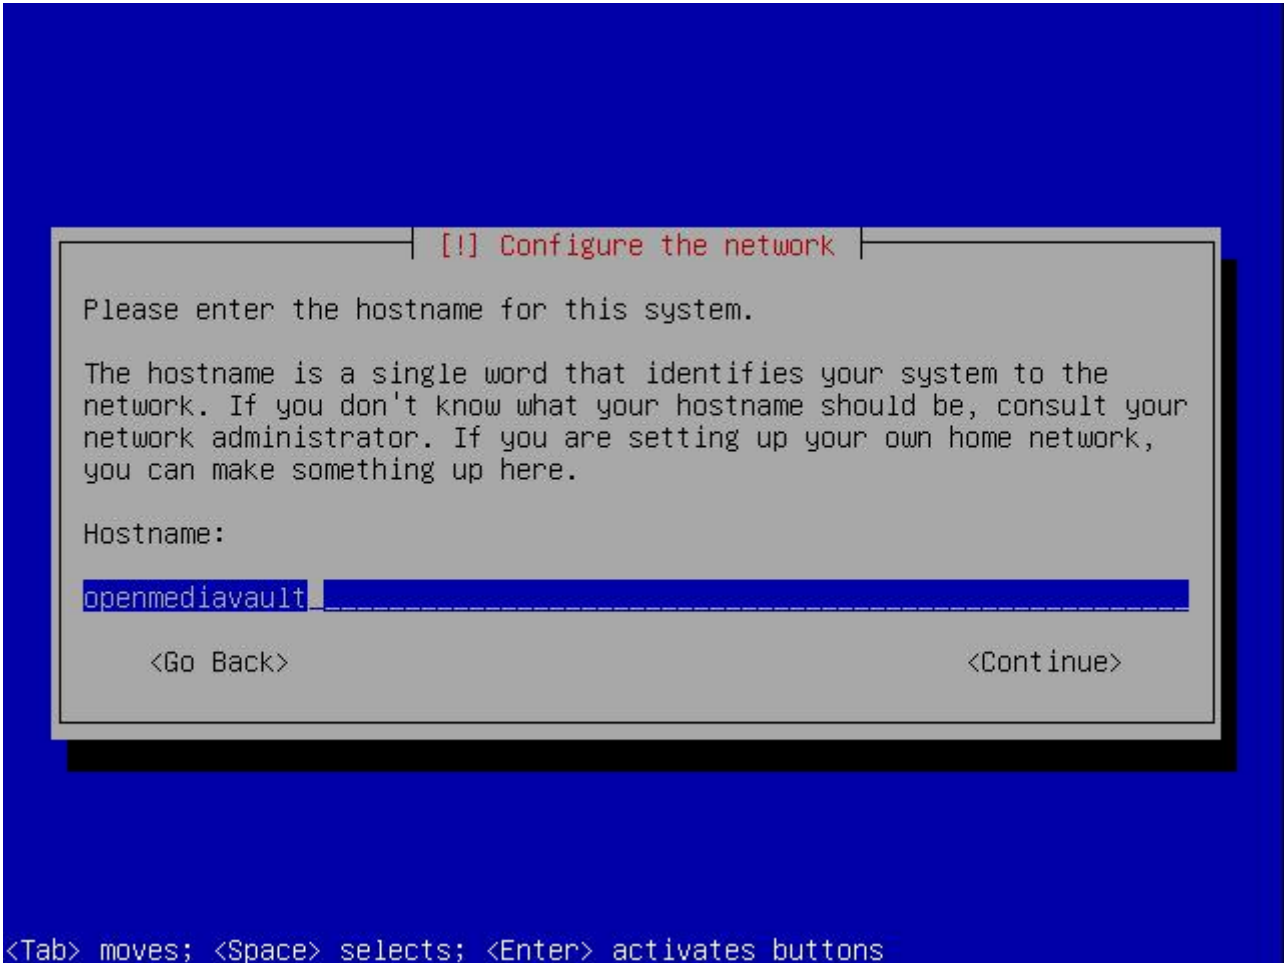 [!] Configure the network
Please enter the hostname for this system.
The hostname is a single word that identifies your system to the
network. If you don't know what your hostname should be, consult your
network administrator. If you are setting up your own home network,
you can make something up here.
Hostname:
openmediavault
<Go Back> <Continue>
<Tab> moves; <Space> selects; <Enter> activates buttons